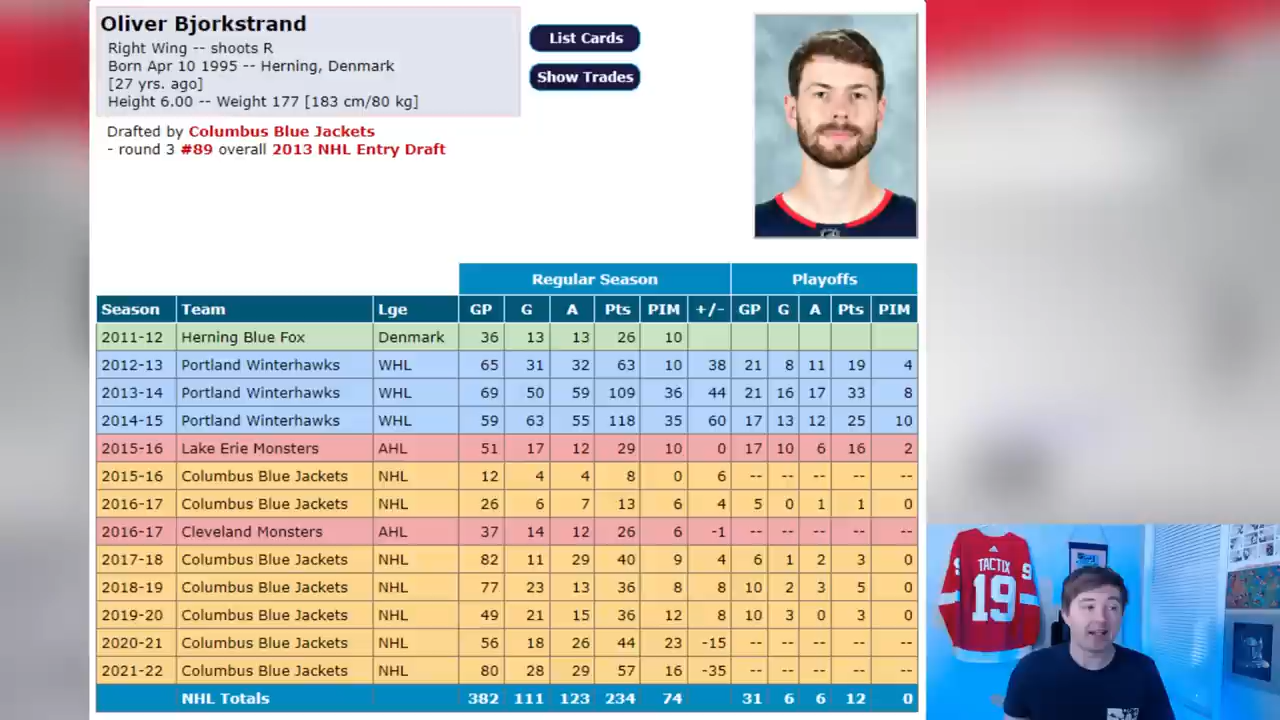 Oliver Bjorkstrand
Right Wing -- shoots R
Born Apr 10 1995 -- Herning, Denmark
[27 yrs. ago]
Height 6.00 -- Weight 177 [183 cm/80 kg]
List Cards
Show Trades
Drafted by Columbus Blue Jackets
- round 3 #89 overall 2013 NHL Entry Draft
Regular Season Playoffs
Season Team Lge GP G A Pts PIM +/- GP G A Pts PIM
2011-12 Herning Blue Fox Denmark 36 13 13 26 10
2012-13 Portland Winterhawks WHL 65 31 32 63 10 38 21 8 11 19 4
2013-14 Portland Winterhawks WHL 69 50 59 109 36 44 21 16 17 33 8
2014-15 Portland Winterhawks WHL 59 63 55 118 35 60 17 13 12 25 10
2015-16 Lake Erie Monsters AHL 51 17 12 29 10 0 17 10 6 16 2
2015-16 Columbus Blue Jackets NHL 12 4 4 8 0 6 -- -- -- -- --
2016-17 Columbus Blue Jackets NHL 26 6 7 13 6 4 5 0 1 1 0
2016-17 Cleveland Monsters AHL 37 14 12 26 6 -1 -- -- -- -- --
2017-18 Columbus Blue Jackets NHL 82 11 29 40 9 4 6 1 2 3 0
2018-19 Columbus Blue Jackets NHL 77 23 13 36 8 8 10 2 3 5 0
2019-20 Columbus Blue Jackets NHL 49 21 15 36 12 8 10 3 0 3 0
2020-21 Columbus Blue Jackets NHL 56 18 26 44 23 -15 -- -- -- -- --
2021-22 Columbus Blue Jackets NHL 80 28 29 57 16 -35 -- -- -- -- --
NHL Totals 382 111 123 234 74 31 6 6 12 0
TACTIX
9 19 9